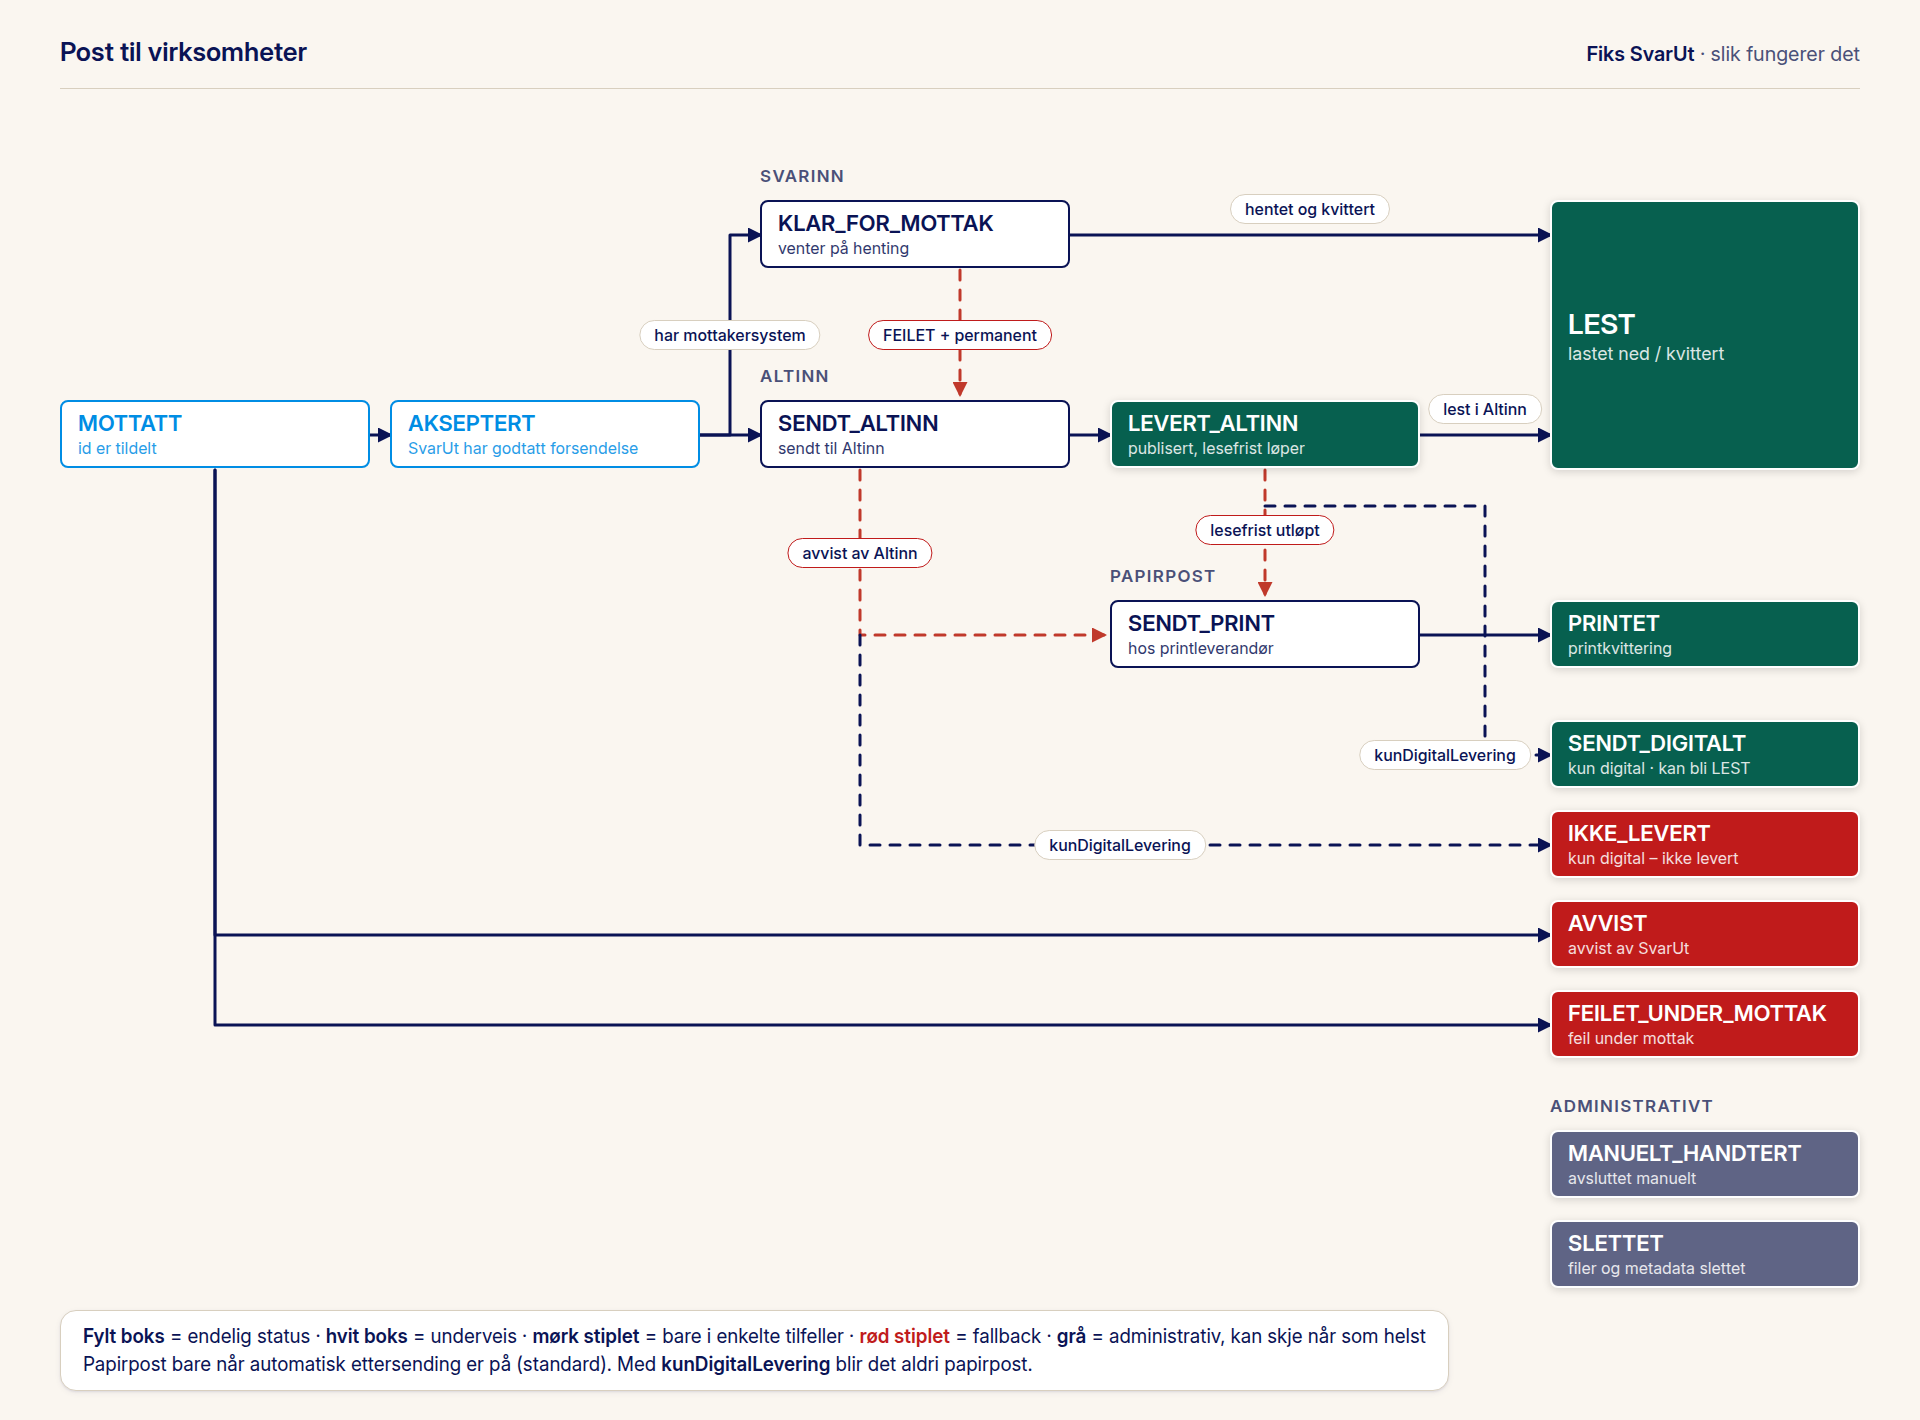 Post til virksomheter
Fiks SvarUt · slik fungerer det
SVARINN
KLAR_FOR_MOTTAK
venter på henting
hentet og kvittert
LEST
lastet ned / kvittert
har mottakersystem
FEILET + permanent
ALTINN
MOTTATT
id er tildelt
AKSEPTERT
SvarUt har godtatt forsendelse
SENDT_ALTINN
sendt til Altinn
LEVERT_ALTINN
publisert, lesefrist løper
lest i Altinn
avvist av Altinn
lesefrist utløpt
PAPIRPOST
SENDT_PRINT
hos printleverandør
PRINTET
printkvittering
kunDigitalLevering
SENDT_DIGITALT
kun digital · kan bli LEST
kunDigitalLevering
IKKE_LEVERT
kun digital – ikke levert
AVVIST
avvist av SvarUt
FEILET_UNDER_MOTTAK
feil under mottak
ADMINISTRATIVT
MANUELT_HANDTERT
avsluttet manuelt
SLETTET
filer og metadata slettet
Fylt boks = endelig status · hvit boks = underveis · mørk stiplet = bare i enkelte tilfeller · rød stiplet = fallback · grå = administrativ, kan skje når som helst
Papirpost bare når automatisk ettersending er på (standard). Med kunDigitalLevering blir det aldri papirpost.